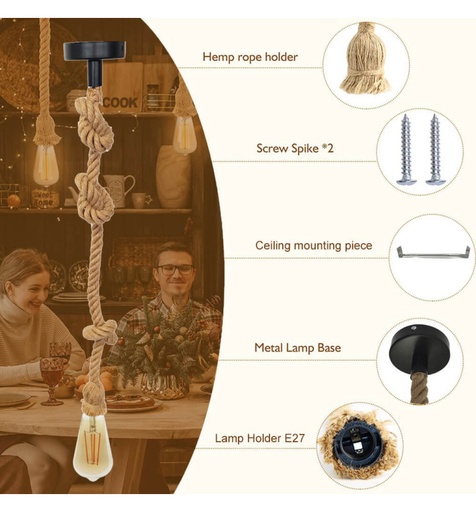 Hemp rope holder
COOK
Screw Spike *2
Ceiling mounting piece
Metal Lamp Base
Lamp Holder E27